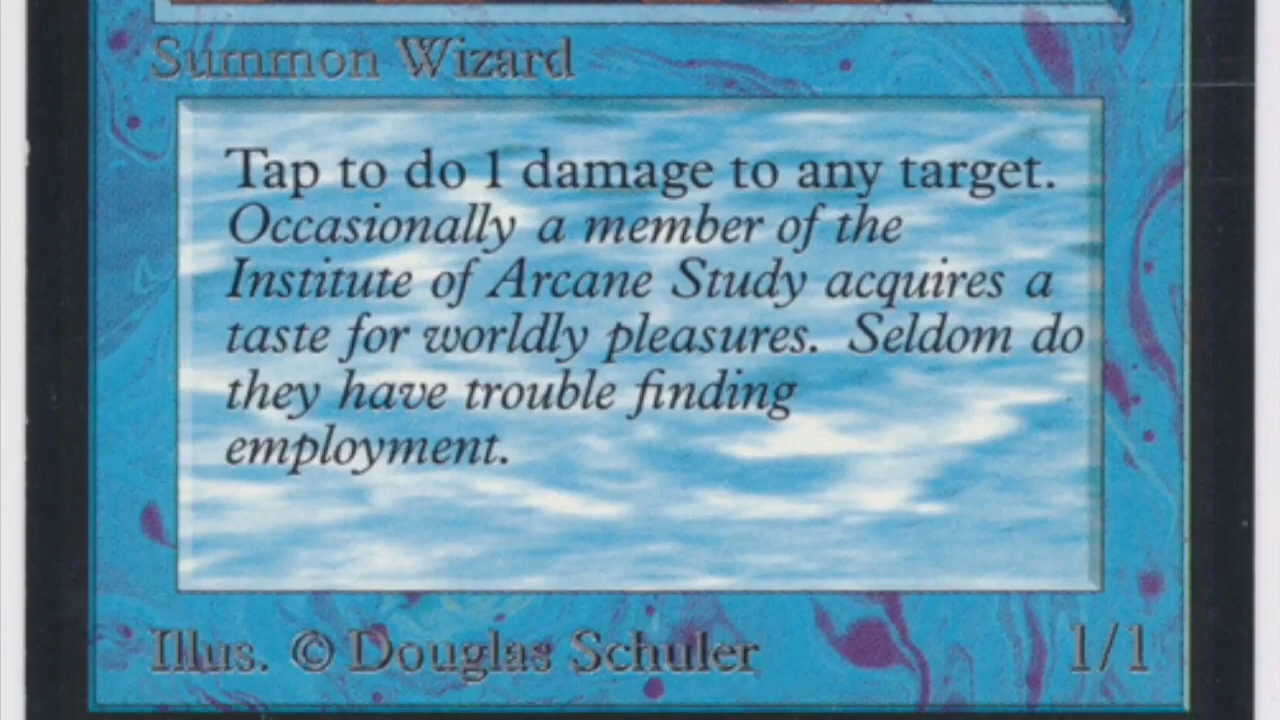 Summon Wizard
Tap to do 1 damage to any target.
Occasionally a member of the
Institute of Arcane Study acquires a
taste for worldly pleasures. Seldom do
they have trouble finding
employment.
Illus. © Douglas Schuler
1/1